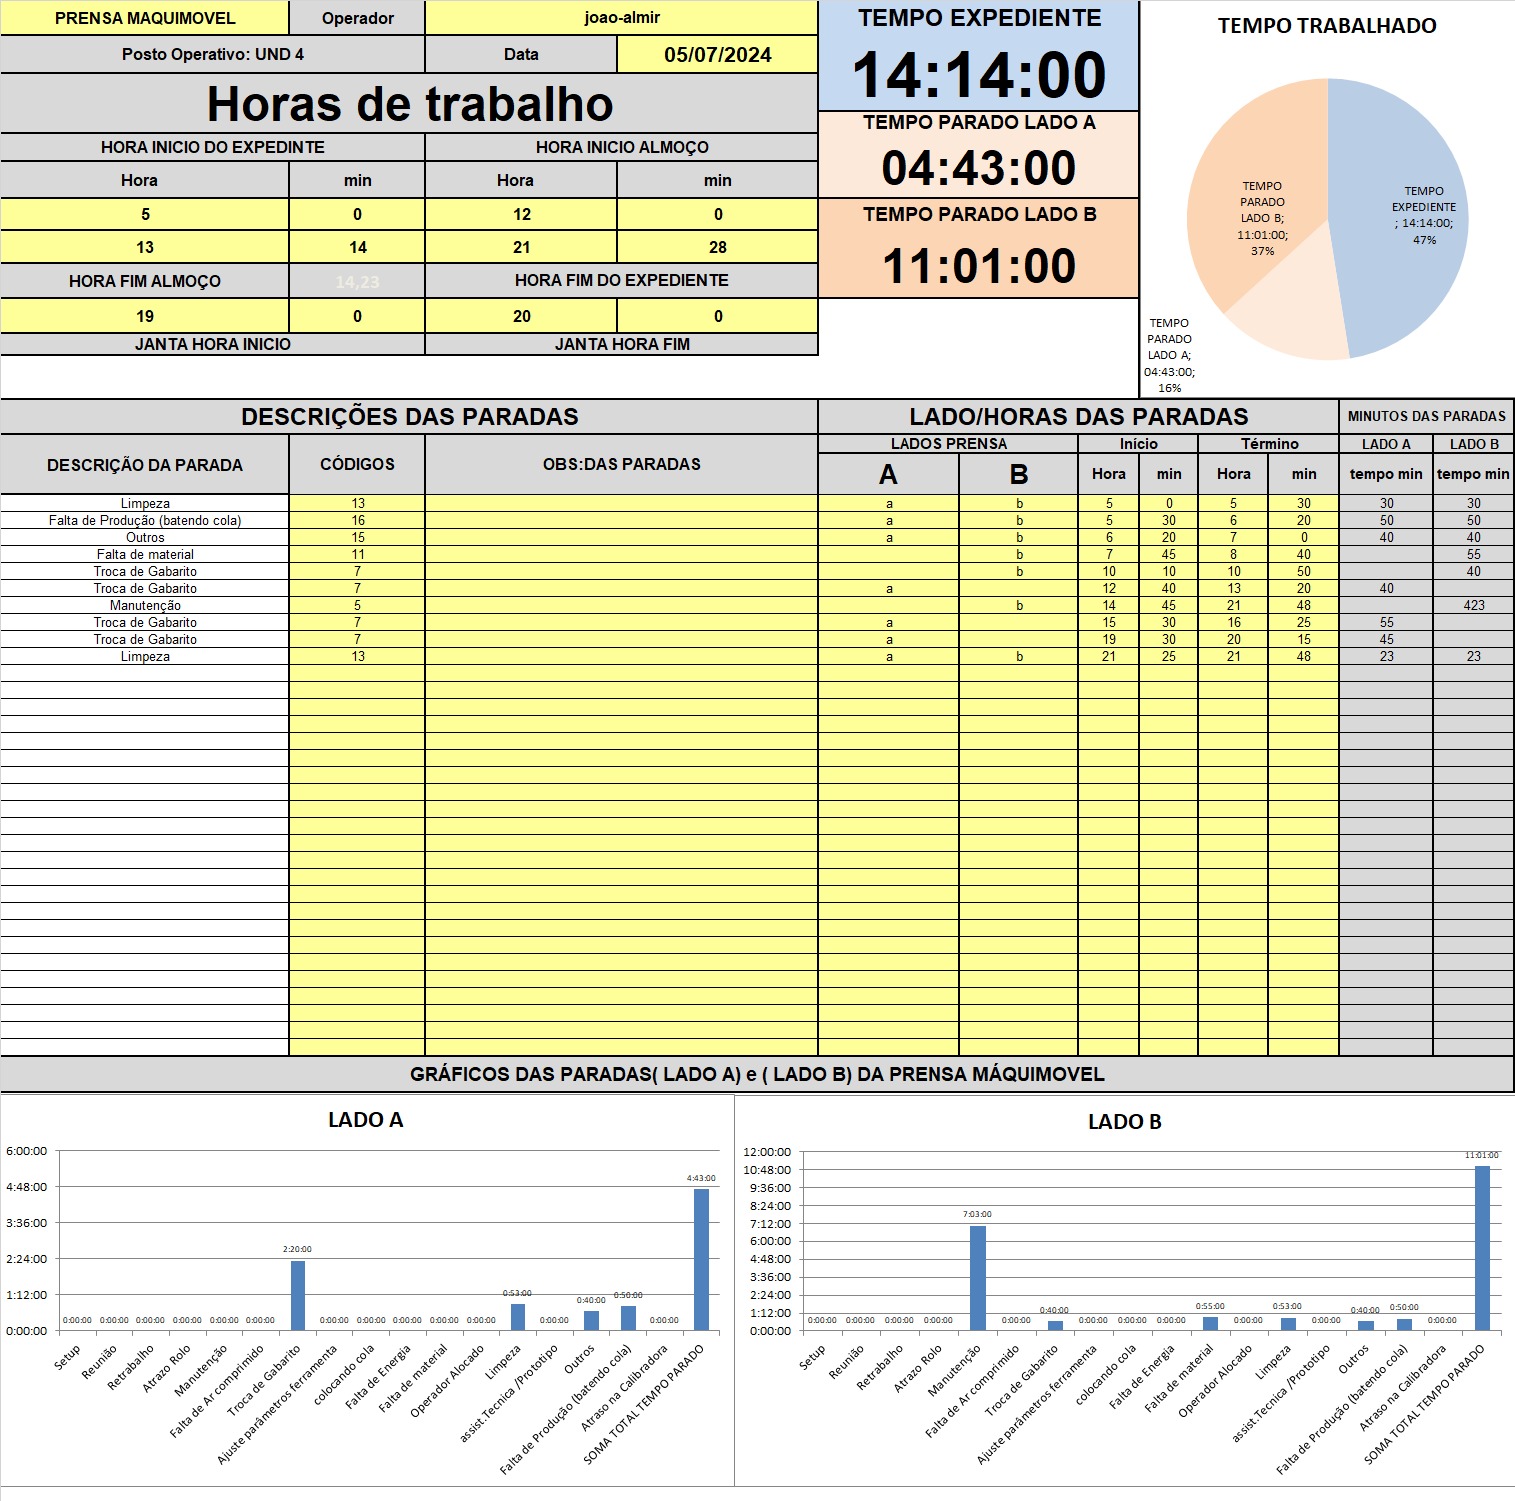 PRENSA MAQUIMOVEL Operador joao-almir
Posto Operativo: UND 4 Data 05/07/2024
Horas de trabalho
HORA INICIO DO EXPEDINTE HORA INICIO ALMOÇO
Hora min Hora min
5 0 12 0
13 14 21 28
HORA FIM ALMOÇO 14,23 HORA FIM DO EXPEDIENTE
19 0 20 0
JANTA HORA INICIO JANTA HORA FIM
TEMPO EXPEDIENTE
14:14:00
TEMPO PARADO LADO A
04:43:00
TEMPO PARADO LADO B
11:01:00
TEMPO TRABALHADO
TEMPO
PARADO
LADO B;
11:01:00;
37%
TEMPO
EXPEDIENTE
; 14:14:00;
47%
TEMPO
PARADO
LADO A;
04:43:00;
16%
DESCRIÇÕES DAS PARADAS LADO/HORAS DAS PARADAS MINUTOS DAS PARADAS
DESCRIÇÃO DA PARADA CÓDIGOS OBS:DAS PARADAS LADOS PRENSA Início Término LADO A LADO B
A B Hora min Hora min tempo min tempo min
Limpeza 13 a b 5 0 5 30 30 30
Falta de Produção (batendo cola) 16 a b 5 30 6 20 50 50
Outros 15 a b 6 20 7 0 40 40
Falta de material 11 b 7 45 8 40 55
Troca de Gabarito 7 b 10 10 10 50 40
Troca de Gabarito 7 a 12 40 13 20 40
Manutenção 5 b 14 45 21 48 423
Troca de Gabarito 7 a 15 30 16 25 55
Troca de Gabarito 7 a 19 30 20 15 45
Limpeza 13 a b 21 25 21 48 23 23
GRÁFICOS DAS PARADAS( LADO A) e ( LADO B) DA PRENSA MÁQUIMOVEL
LADO A
6:00:00
4:48:00
3:36:00
2:24:00
1:12:00
0:00:00
0:00:00 0:00:00 0:00:00 0:00:00 0:00:00 0:00:00 2:20:00 0:00:00 0:00:00 0:00:00 0:00:00 0:00:00 0:53:00 0:00:00 0:40:00 0:50:00 0:00:00 4:43:00
Setup
Reunião
Retrabalho
Atrazo Rolo
Manutenção
Falta de Ar comprimido
Troca de Gabarito
Ajuste parâmetros ferramenta
colocando cola
Falta de Energia
Falta de material
Operador Alocado
Limpeza
assist.Tecnica /Prototipo
Outros
Falta de Produção (batendo cola)
Atraso na Calibradora
SOMA TOTAL TEMPO PARADO
LADO B
12:00:00
10:48:00
9:36:00
8:24:00
7:12:00
6:00:00
4:48:00
3:36:00
2:24:00
1:12:00
0:00:00
0:00:00 0:00:00 0:00:00 0:00:00 7:03:00 0:00:00 0:40:00 0:00:00 0:00:00 0:00:00 0:55:00 0:00:00 0:53:00 0:00:00 0:40:00 0:50:00 0:00:00 11:01:00
Setup
Reunião
Retrabalho
Atrazo Rolo
Manutenção
Falta de Ar comprimido
Troca de Gabarito
Ajuste parâmetros ferramenta
colocando cola
Falta de Energia
Falta de material
Operador Alocado
Limpeza
assist.Tecnica /Prototipo
Outros
Falta de Produção (batendo cola)
Atraso na Calibradora
SOMA TOTAL TEMPO PARADO